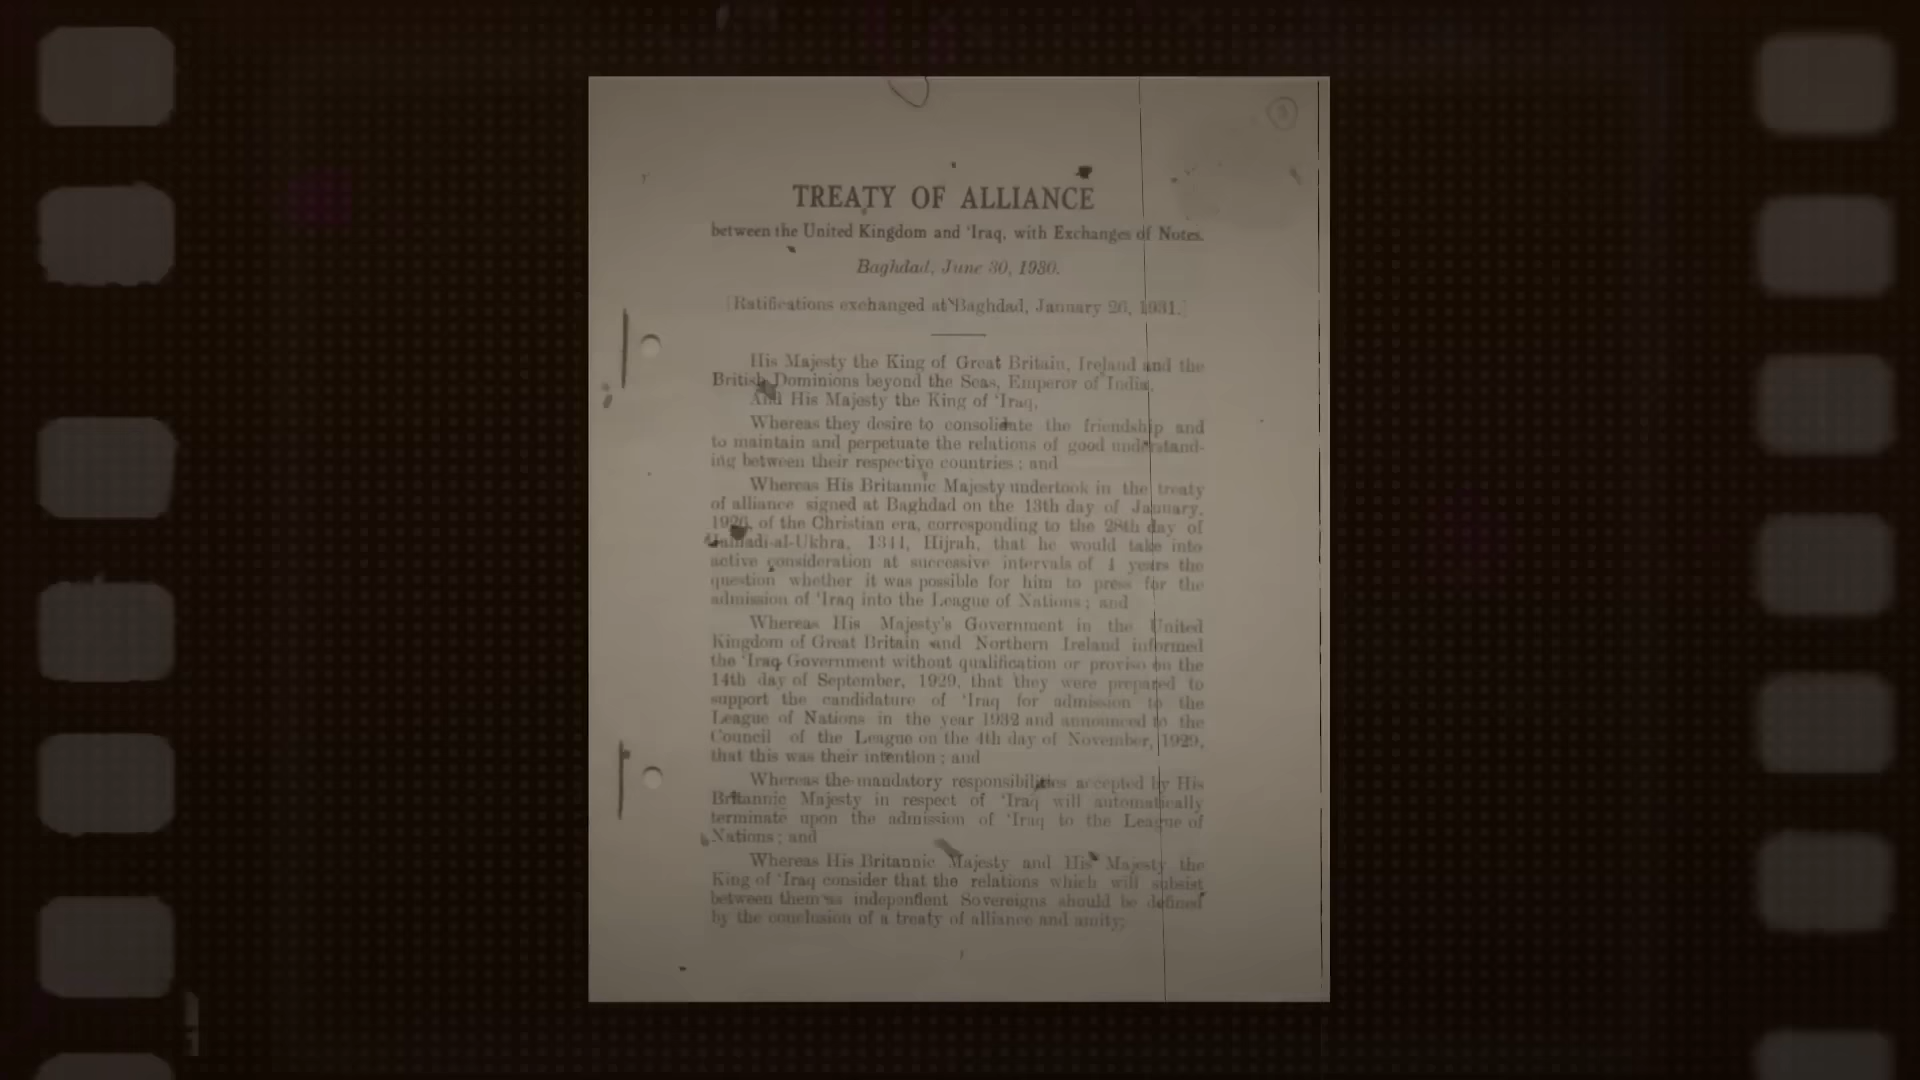 TREATY OF ALLIANCE
between the United Kingdom and ‘Iraq, with Exchanges of Notes.
Baghdad, June 30, 1930.
[Ratifications exchanged at Baghdad, January 26, 1931.]
His Majesty the King of Great Britain, Ireland and the
British Dominions beyond the Seas, Emperor of India,
And His Majesty the King of ‘Iraq,
Whereas they desire to consolidate the friendship and
to maintain and perpetuate the relations of good understand-
ing between their respective countries; and
Whereas His Britannic Majesty undertook in the treaty
of alliance signed at Baghdad on the 13th day of January,
1926, of the Christian era, corresponding to the 28th day of
Jamadi-al-Ukhra, 1344, Hijrah, that he would take into
active consideration at successive intervals of 4 years the
question whether it was possible for him to press for the
admission of ‘Iraq into the League of Nations; and
Whereas His Majesty's Government in the United
Kingdom of Great Britain and Northern Ireland informed
the ‘Iraq Government without qualification or proviso on the
14th day of September, 1929, that they were prepared to
support the candidature of ‘Iraq for admission to the
League of Nations in the year 1932 and announced to the
Council of the League on the 4th day of November, 1929,
that this was their intention; and
Whereas the mandatory responsibilities accepted by His
Britannic Majesty in respect of ‘Iraq will automatically
terminate upon the admission of ‘Iraq to the League of
Nations; and
Whereas His Britannic Majesty and His Majesty the
King of ‘Iraq consider that the relations which will subsist
between them as independent Sovereigns should be defined
by the conclusion of a treaty of alliance and amity;